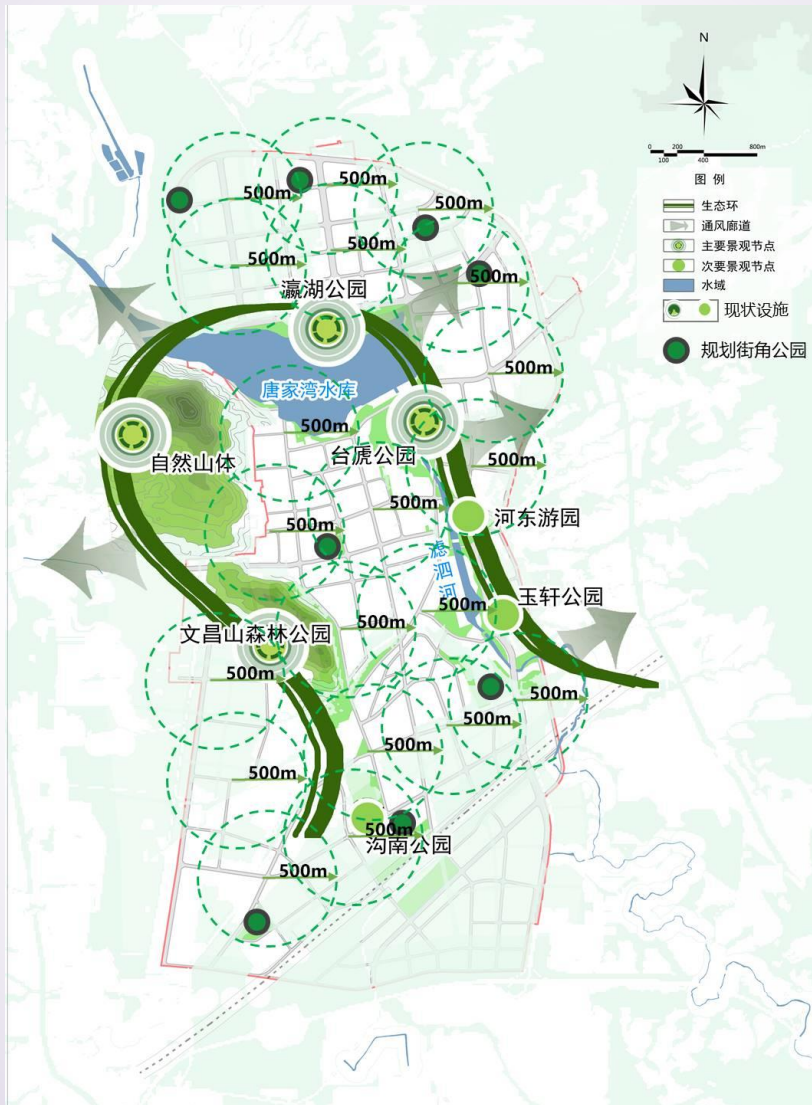 N
0 200 800m
100 400
图 例
生态环
通风廊道
主要景观节点
次要景观节点
水域
现状设施
规划街角公园
500m
500m
500m
500m
500m
500m
瀛湖公园
500m
唐家湾水库
500m
台虎公园
自然山体
500m
500m
500m
河东游园
滤泗河
500m
玉轩公园
500m
文昌山森林公园
500m
500m
500m
500m
500m
500m
沟南公园
500m